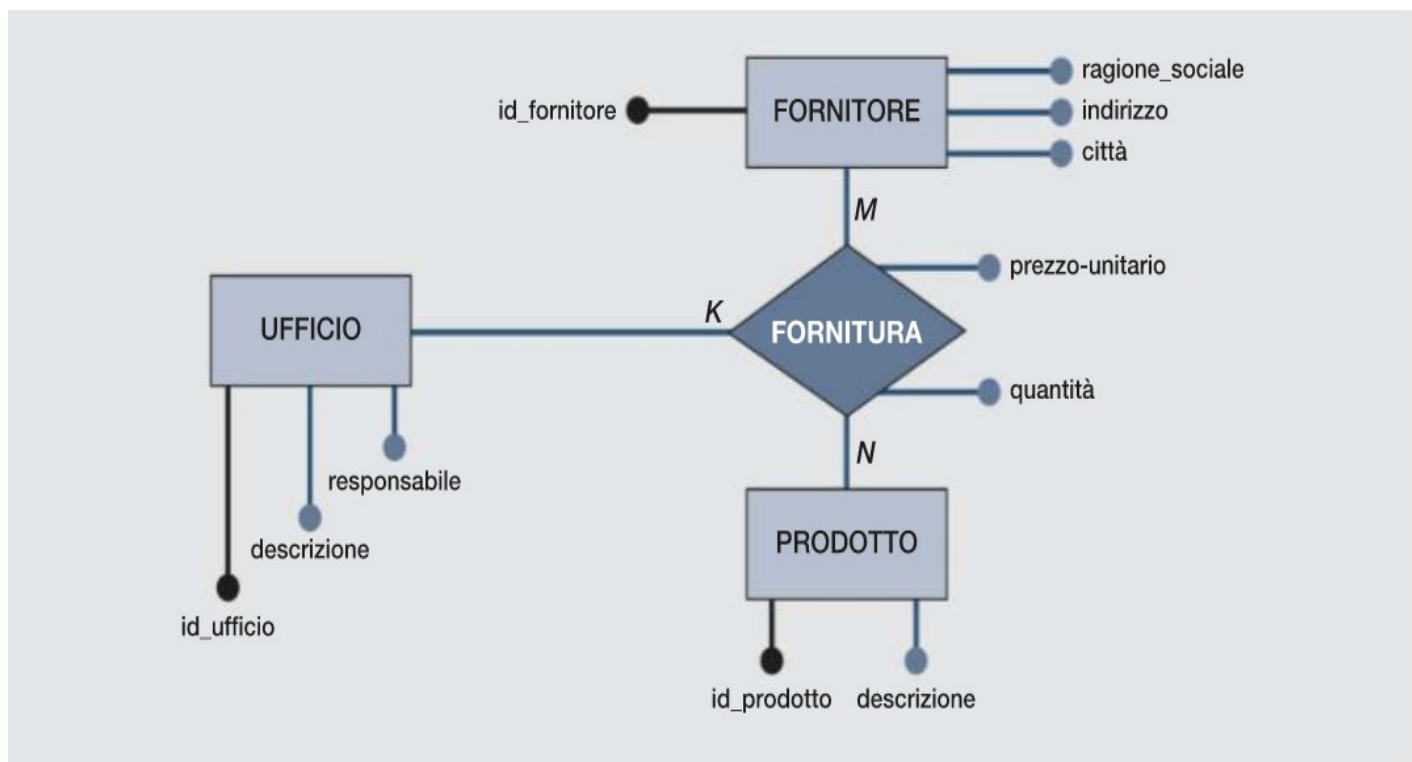 ragione_sociale
id_fornitore
FORNITORE
indirizzo
città
M
prezzo-unitario
K
UFFICIO
FORNITURA
quantità
N
responsabile
descrizione
PRODOTTO
id_ufficio
id_prodotto
descrizione